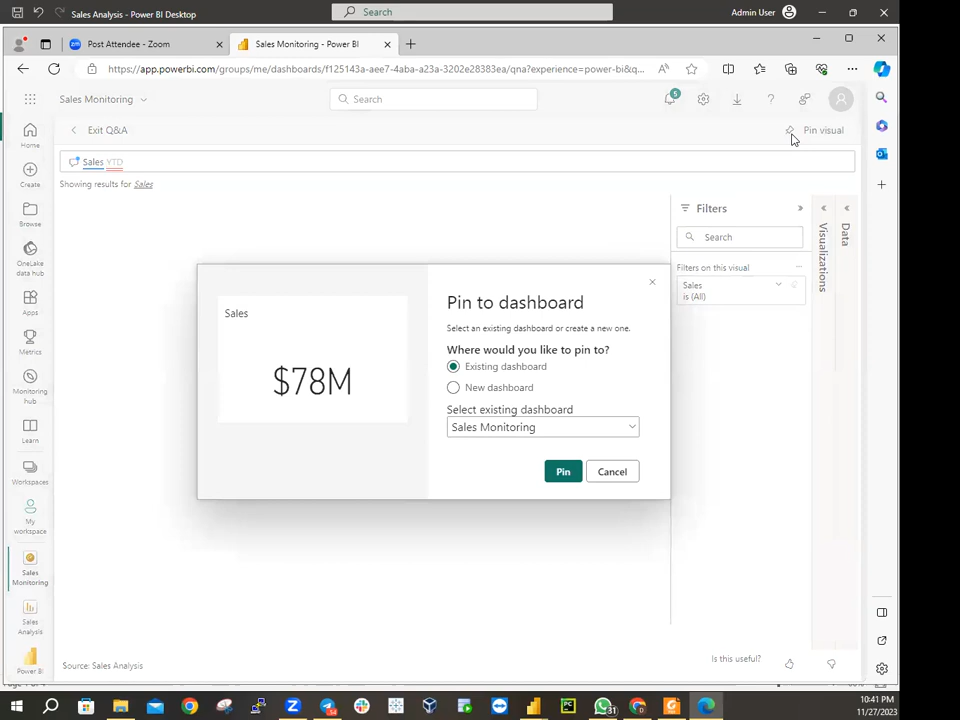 Sales Analysis - Power BI Desktop
Search
Admin User
Post Attendee - Zoom
Sales Monitoring - Power BI
https://app.powerbi.com/groups/me/dashboards/f125143a-aee7-4aba-a23a-3202e28383ea/qna?experience=power-bi&q...
Sales Monitoring
Search
5
Exit Q&A
Pin visual
Sales YTD
Showing results for Sales
Home
Create
Browse
OneLake
data hub
Apps
Metrics
Monitoring
hub
Learn
Workspaces
My
workspace
Sales
Monitoring
Sales
Analysis
Power BI
Filters
Search
Filters on this visual
Sales
is (All)
Visualizations
Data
Sales
$78M
Pin to dashboard
Select an existing dashboard or create a new one.
Where would you like to pin to?
Existing dashboard
New dashboard
Select existing dashboard
Sales Monitoring
Pin
Cancel
Source: Sales Analysis
Is this useful?
10:41 PM
11/27/2023